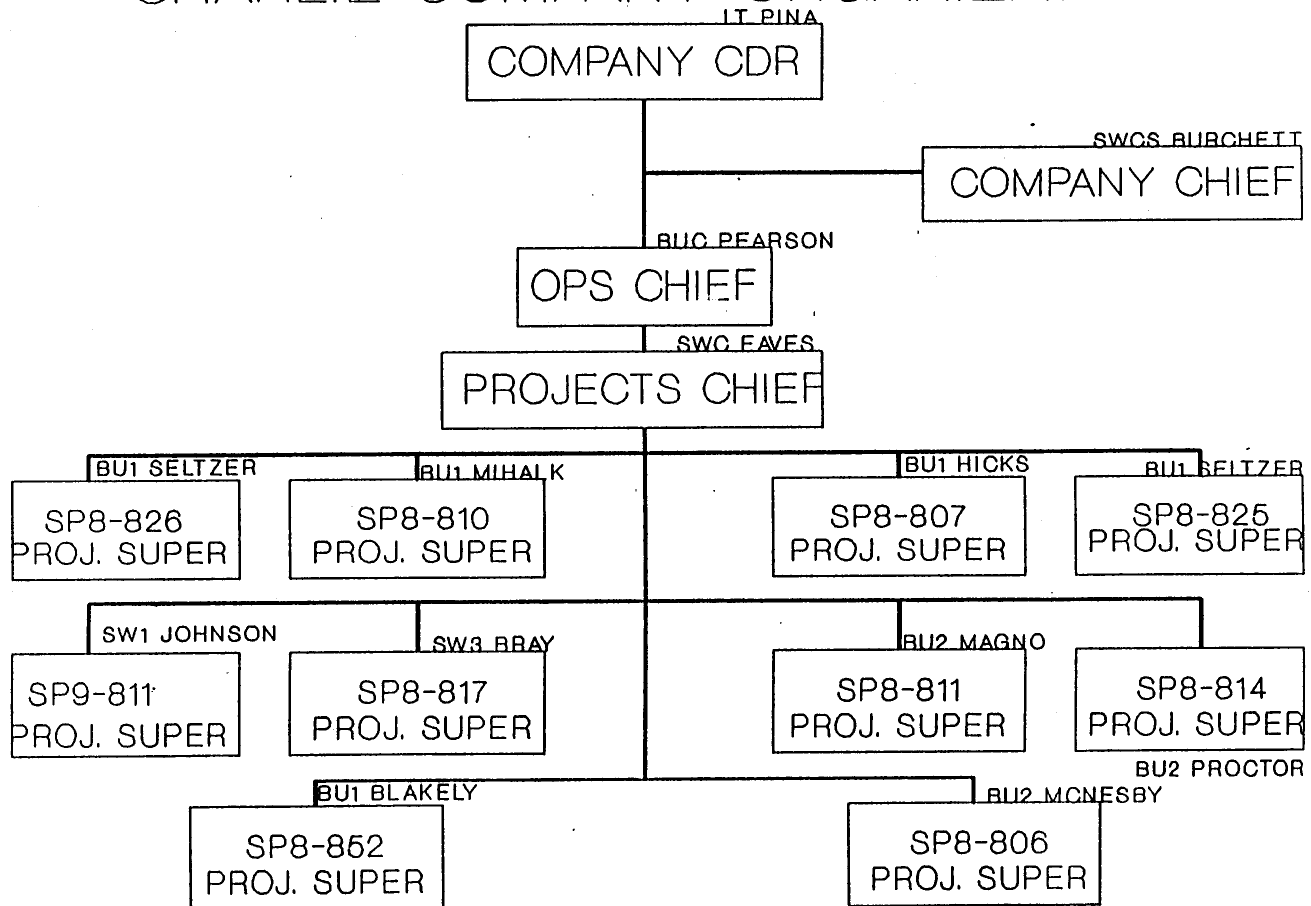 CHARLIE COMPANY
LT PINA
COMPANY CDR
SWCS BURCHETT
COMPANY CHIEF
BUC PEARSON
OPS CHIEF
SWC EAVES
PROJECTS CHIEF
BU1 SELTZER
BU1 MIHALK
BU1 HICKS
BU1 SELTZER
SP8-826
PROJ. SUPER
SP8-810
PROJ. SUPER
SP8-807
PROJ. SUPER
SP8-825
PROJ. SUPER
SW1 JOHNSON
SW3 BRAY
BU2 MAGNO
SP9-811
PROJ. SUPER
SP8-817
PROJ. SUPER
SP8-811
PROJ. SUPER
SP8-814
PROJ. SUPER
BU2 PROCTOR
BU1 BLAKELY
BU2 MCNESBY
SP8-852
PROJ. SUPER
SP8-806
PROJ. SUPER